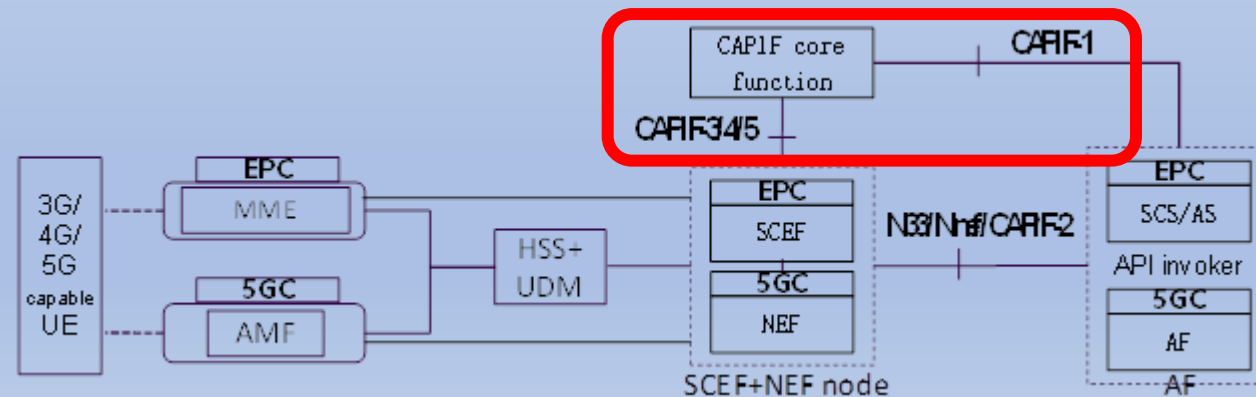 CAPIF core
function
CAPIF-1
CAPIF-3/4/5
3G/
4G/
5G
capable
UE
EPC
MME
5GC
AMF
HSS+
UDM
EPC
SCEF
5GC
NEF
SCEF+NEF node
N33/Nnef/CAPIF-2
EPC
SCS/AS
API invoker
5GC
AF
AF